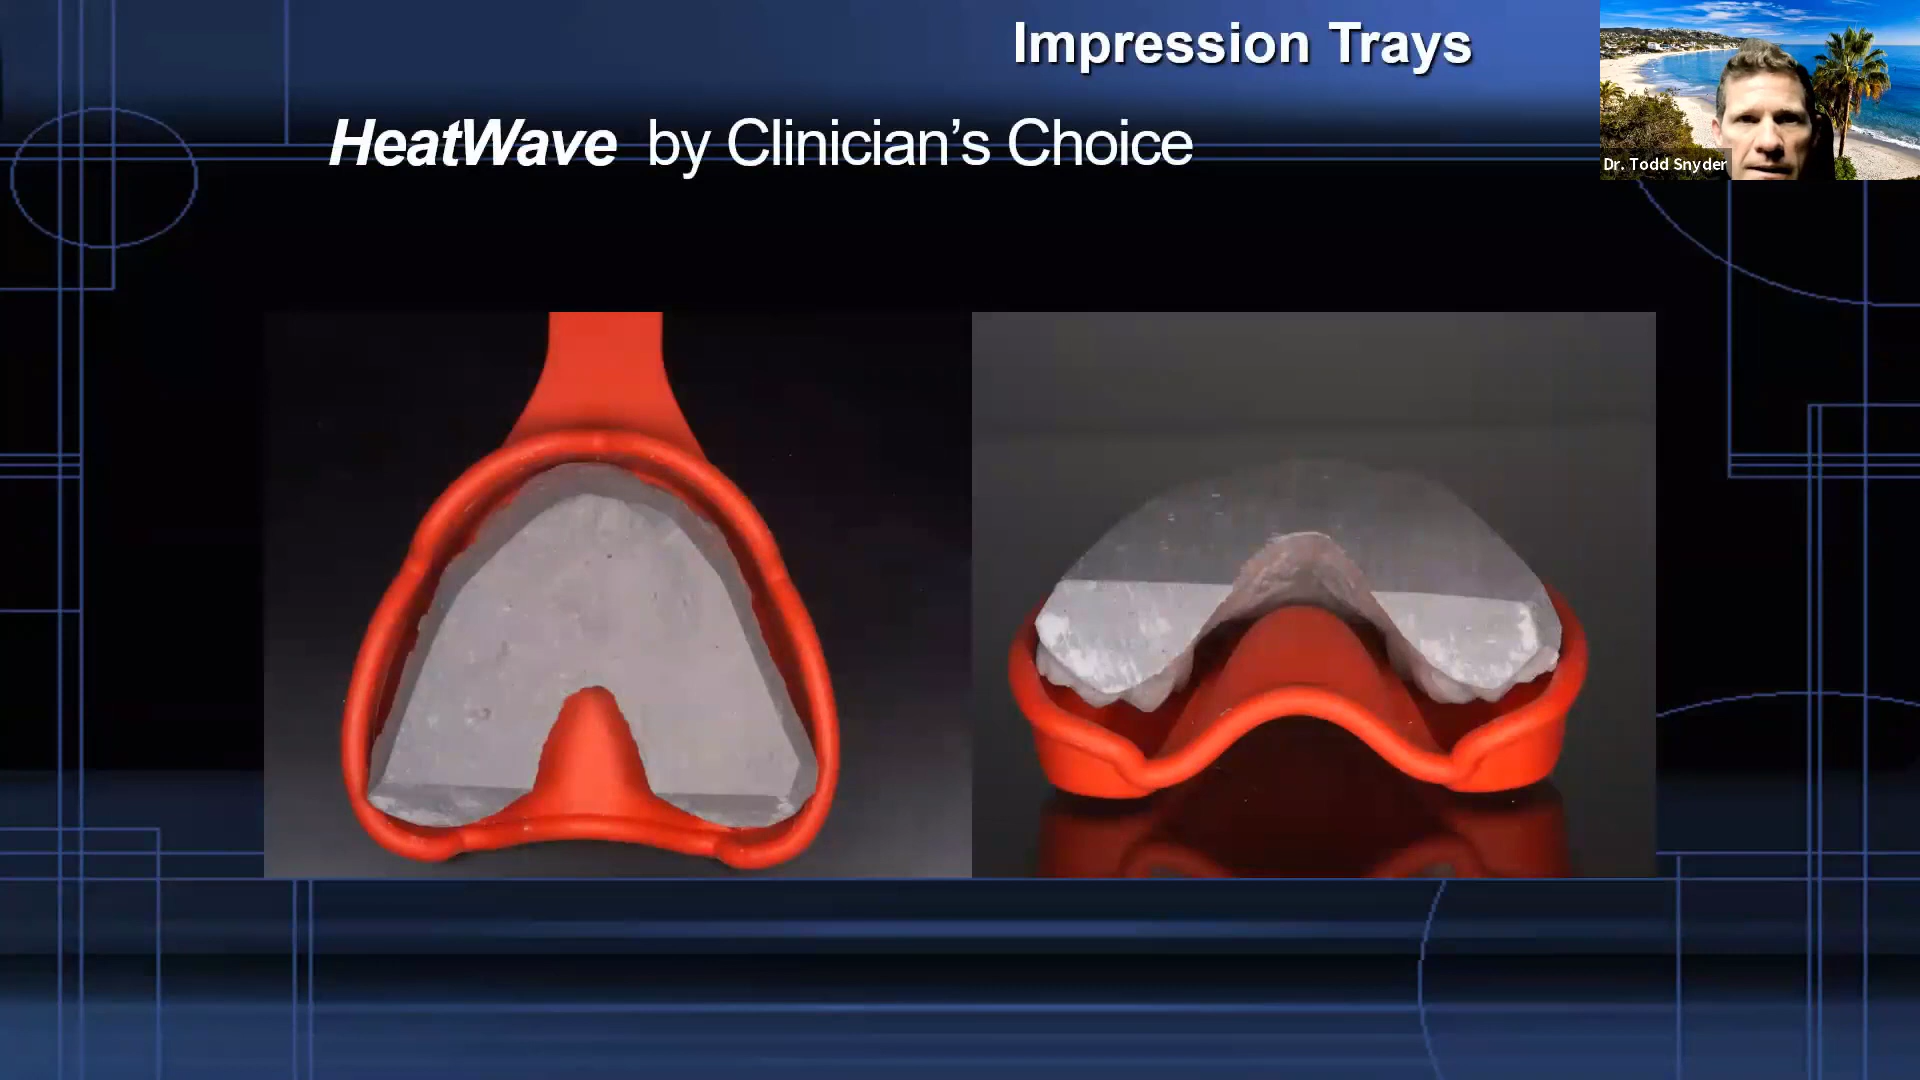 Impression Trays
HeatWave by Clinician’s Choice
Dr. Todd Snyder